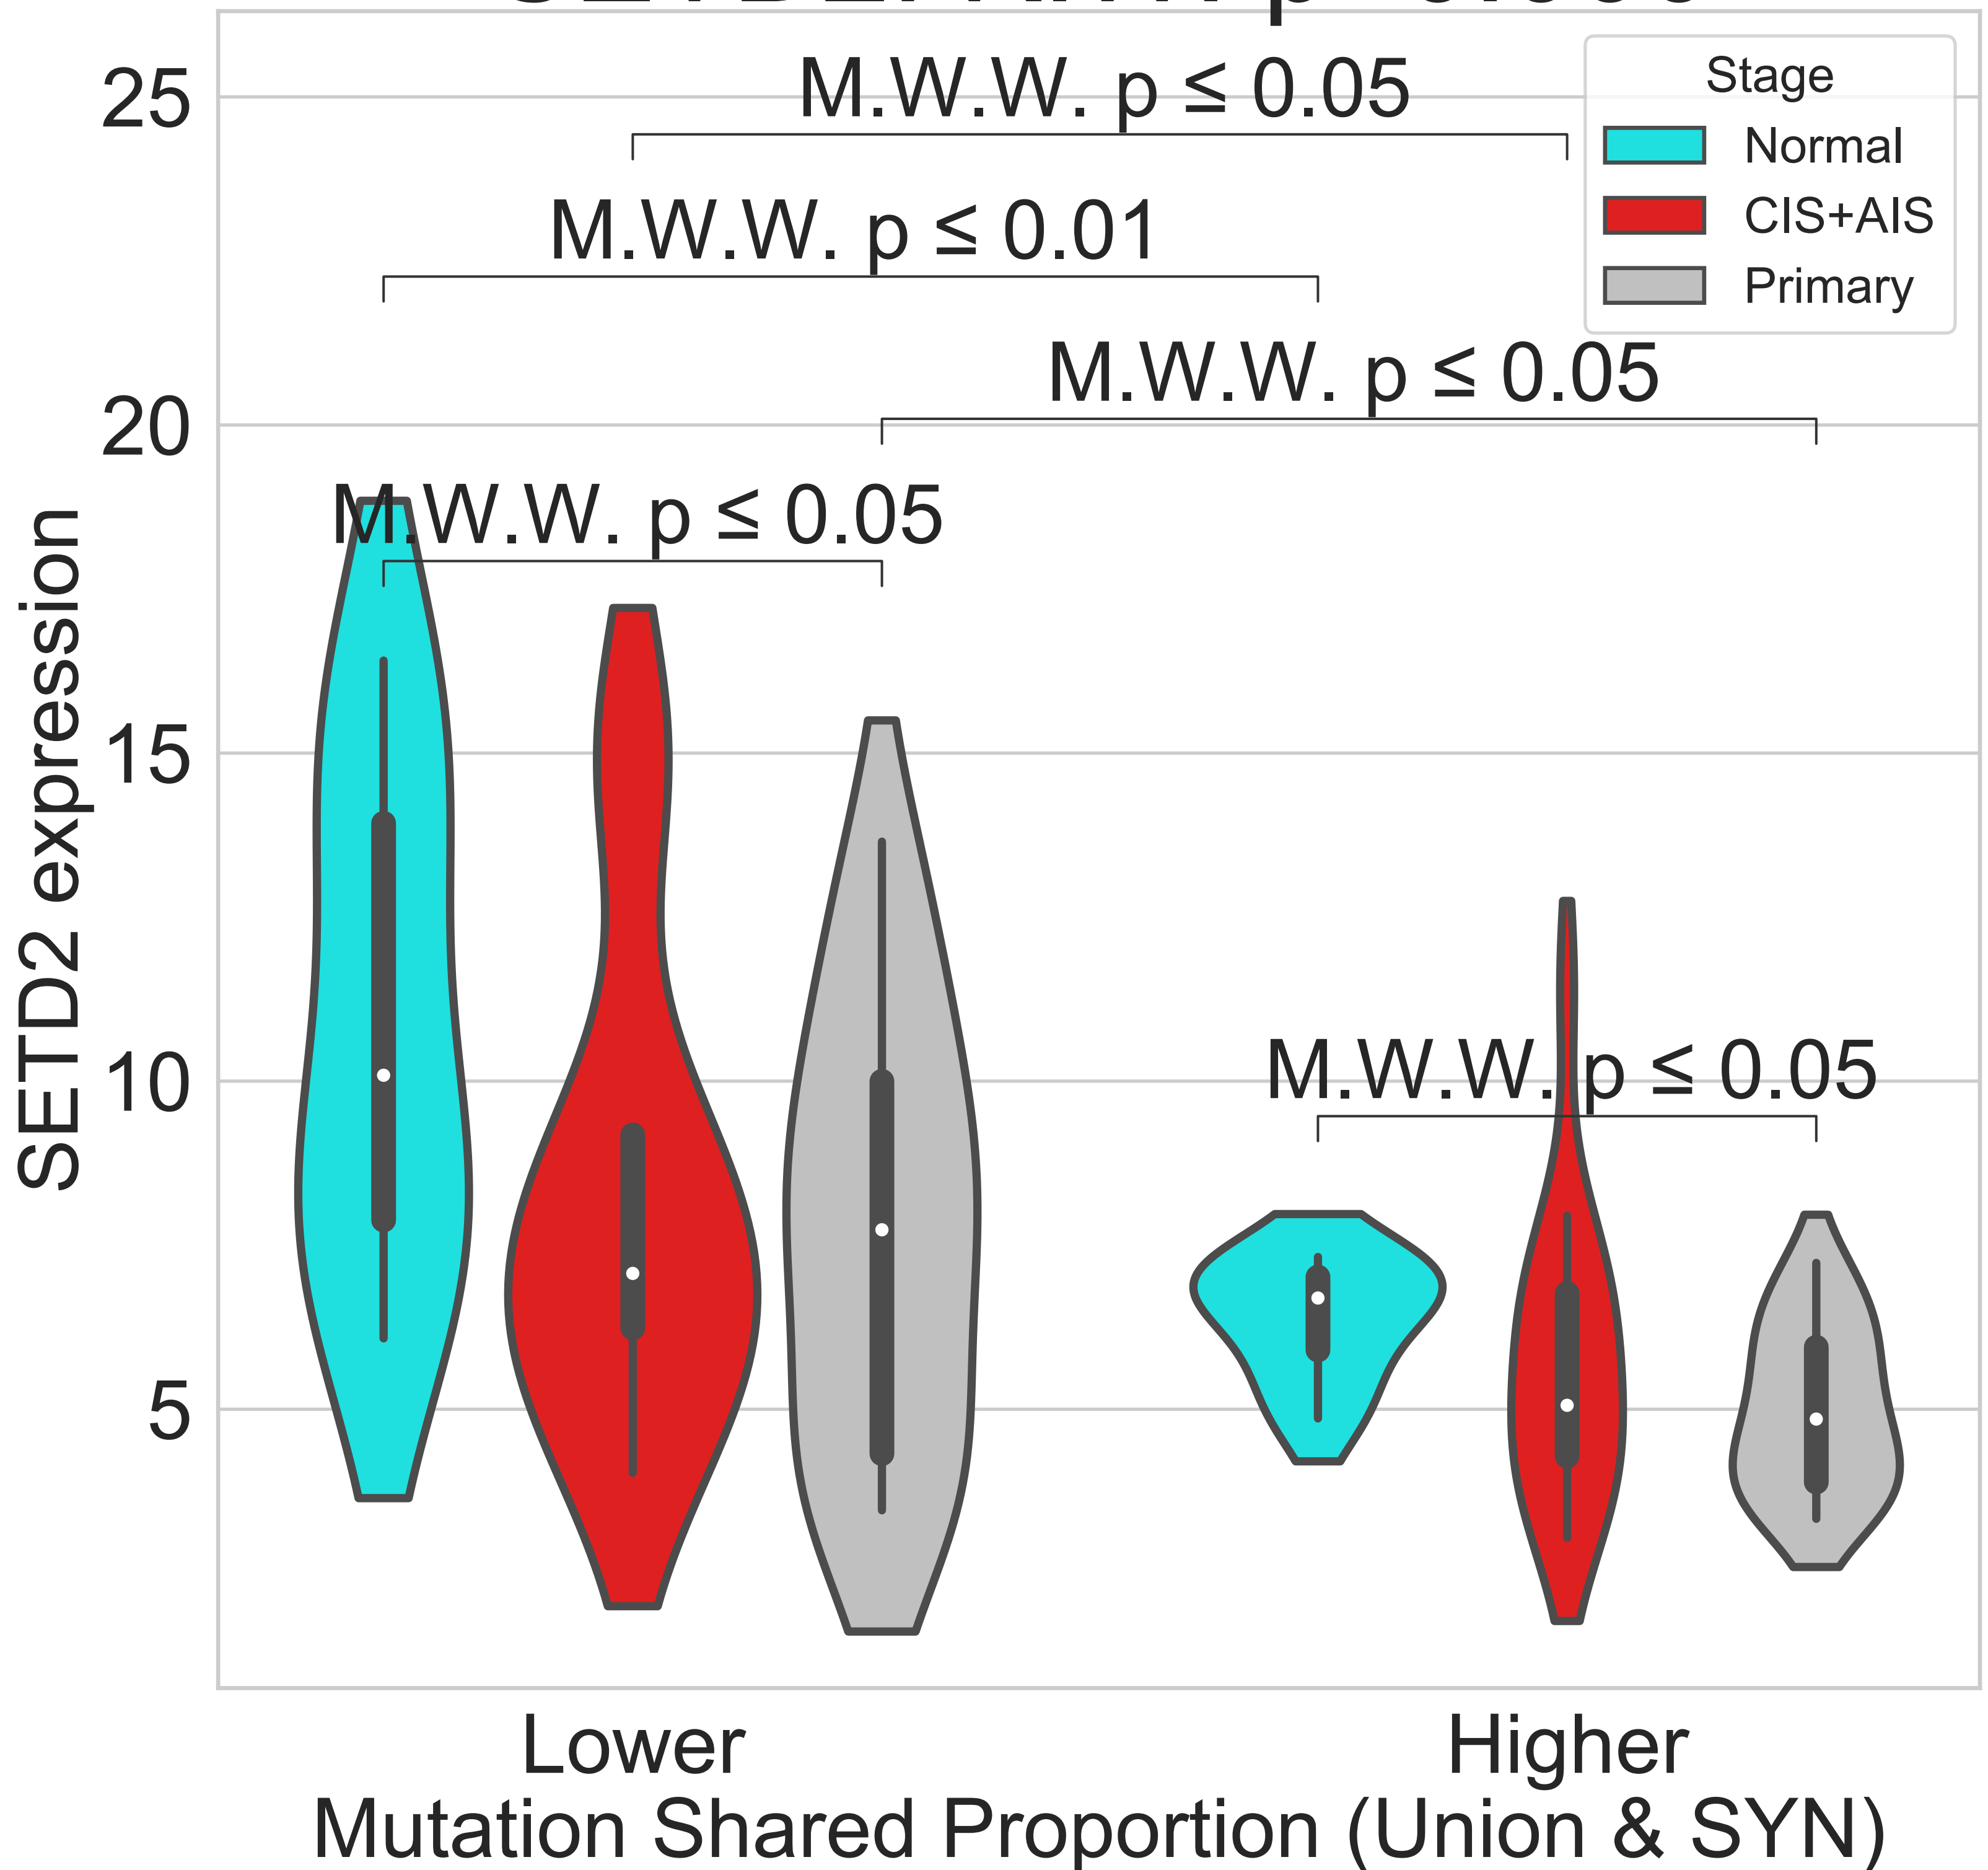 M.W.W. p ≤ 0.05
M.W.W. p ≤ 0.01
M.W.W. p ≤ 0.05
M.W.W. p ≤ 0.05
M.W.W. p ≤ 0.05
Stage
Normal
CIS+AIS
Primary
25
20
15
10
5
SETD2 expression
Lower
Higher
Mutation Shared Proportion (Union & SYN)